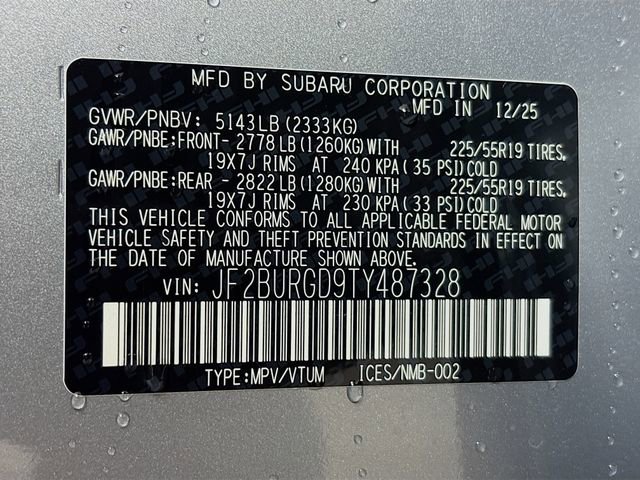 MFD BY SUBARU CORPORATION
MFD IN 12/25
GVWR/PNBV: 5143LB(2333KG)
GAWR/PNBE:FRONT- 2778 LB(1260KG)WITH 225/55R19 TIRES,
19X7J RIMS AT 240 KPA(35 PSI)COLD
GAWR/PNBE:REAR - 2822 LB(1280KG)WITH 225/55R19 TIRES,
19X7J RIMS AT 230 KPA(33 PSI)COLD
THIS VEHICLE CONFORMS TO ALL APPLICABLE FEDERAL MOTOR
VEHICLE SAFETY AND THEFT PREVENTION STANDARDS IN EFFECT ON
THE DATE OF MANUFACTURE SHOWN ABOVE.
VIN: JF2BURGD9TY487328
TYPE:MPV/VTUM ICES/NMB-002